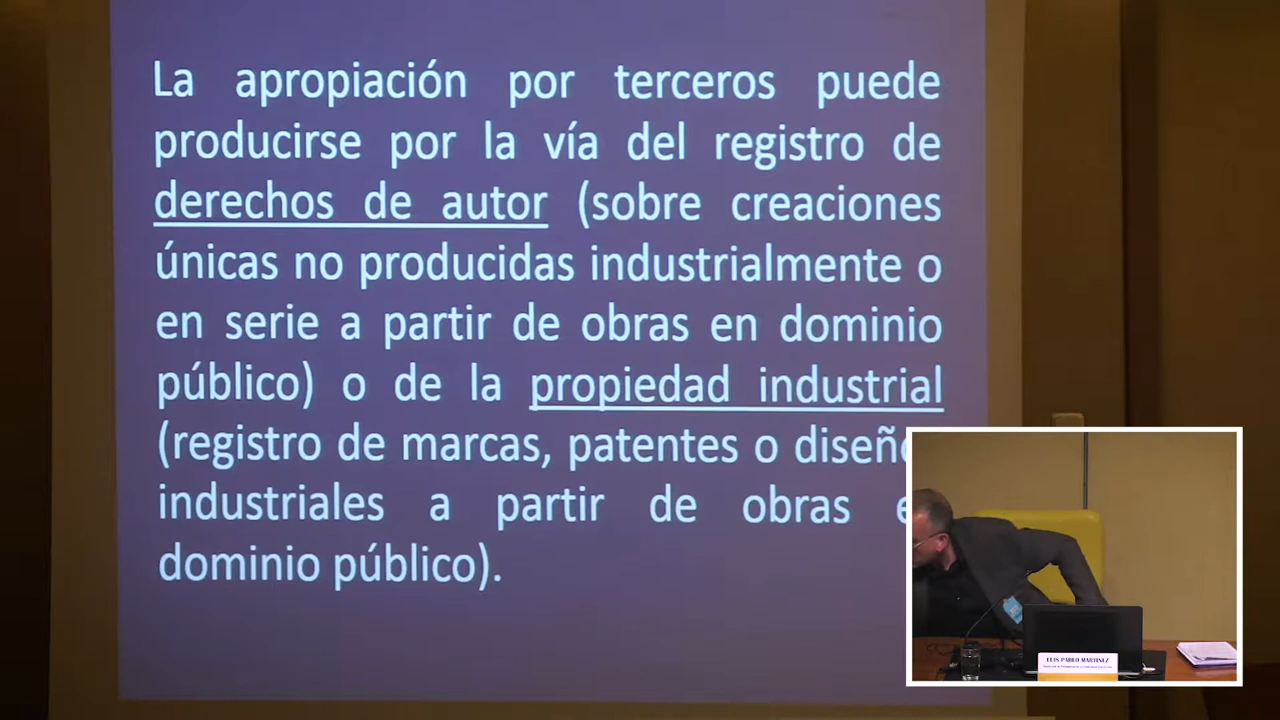 La apropiación por terceros puede
producirse por la vía del registro de
derechos de autor (sobre creaciones
únicas no producidas industrialmente o
en serie a partir de obras en dominio
público) o de la propiedad industrial
(registro de marcas, patentes o diseño
industriales a partir de obras e
dominio público).
LUIS PABLO MARTÍNEZ